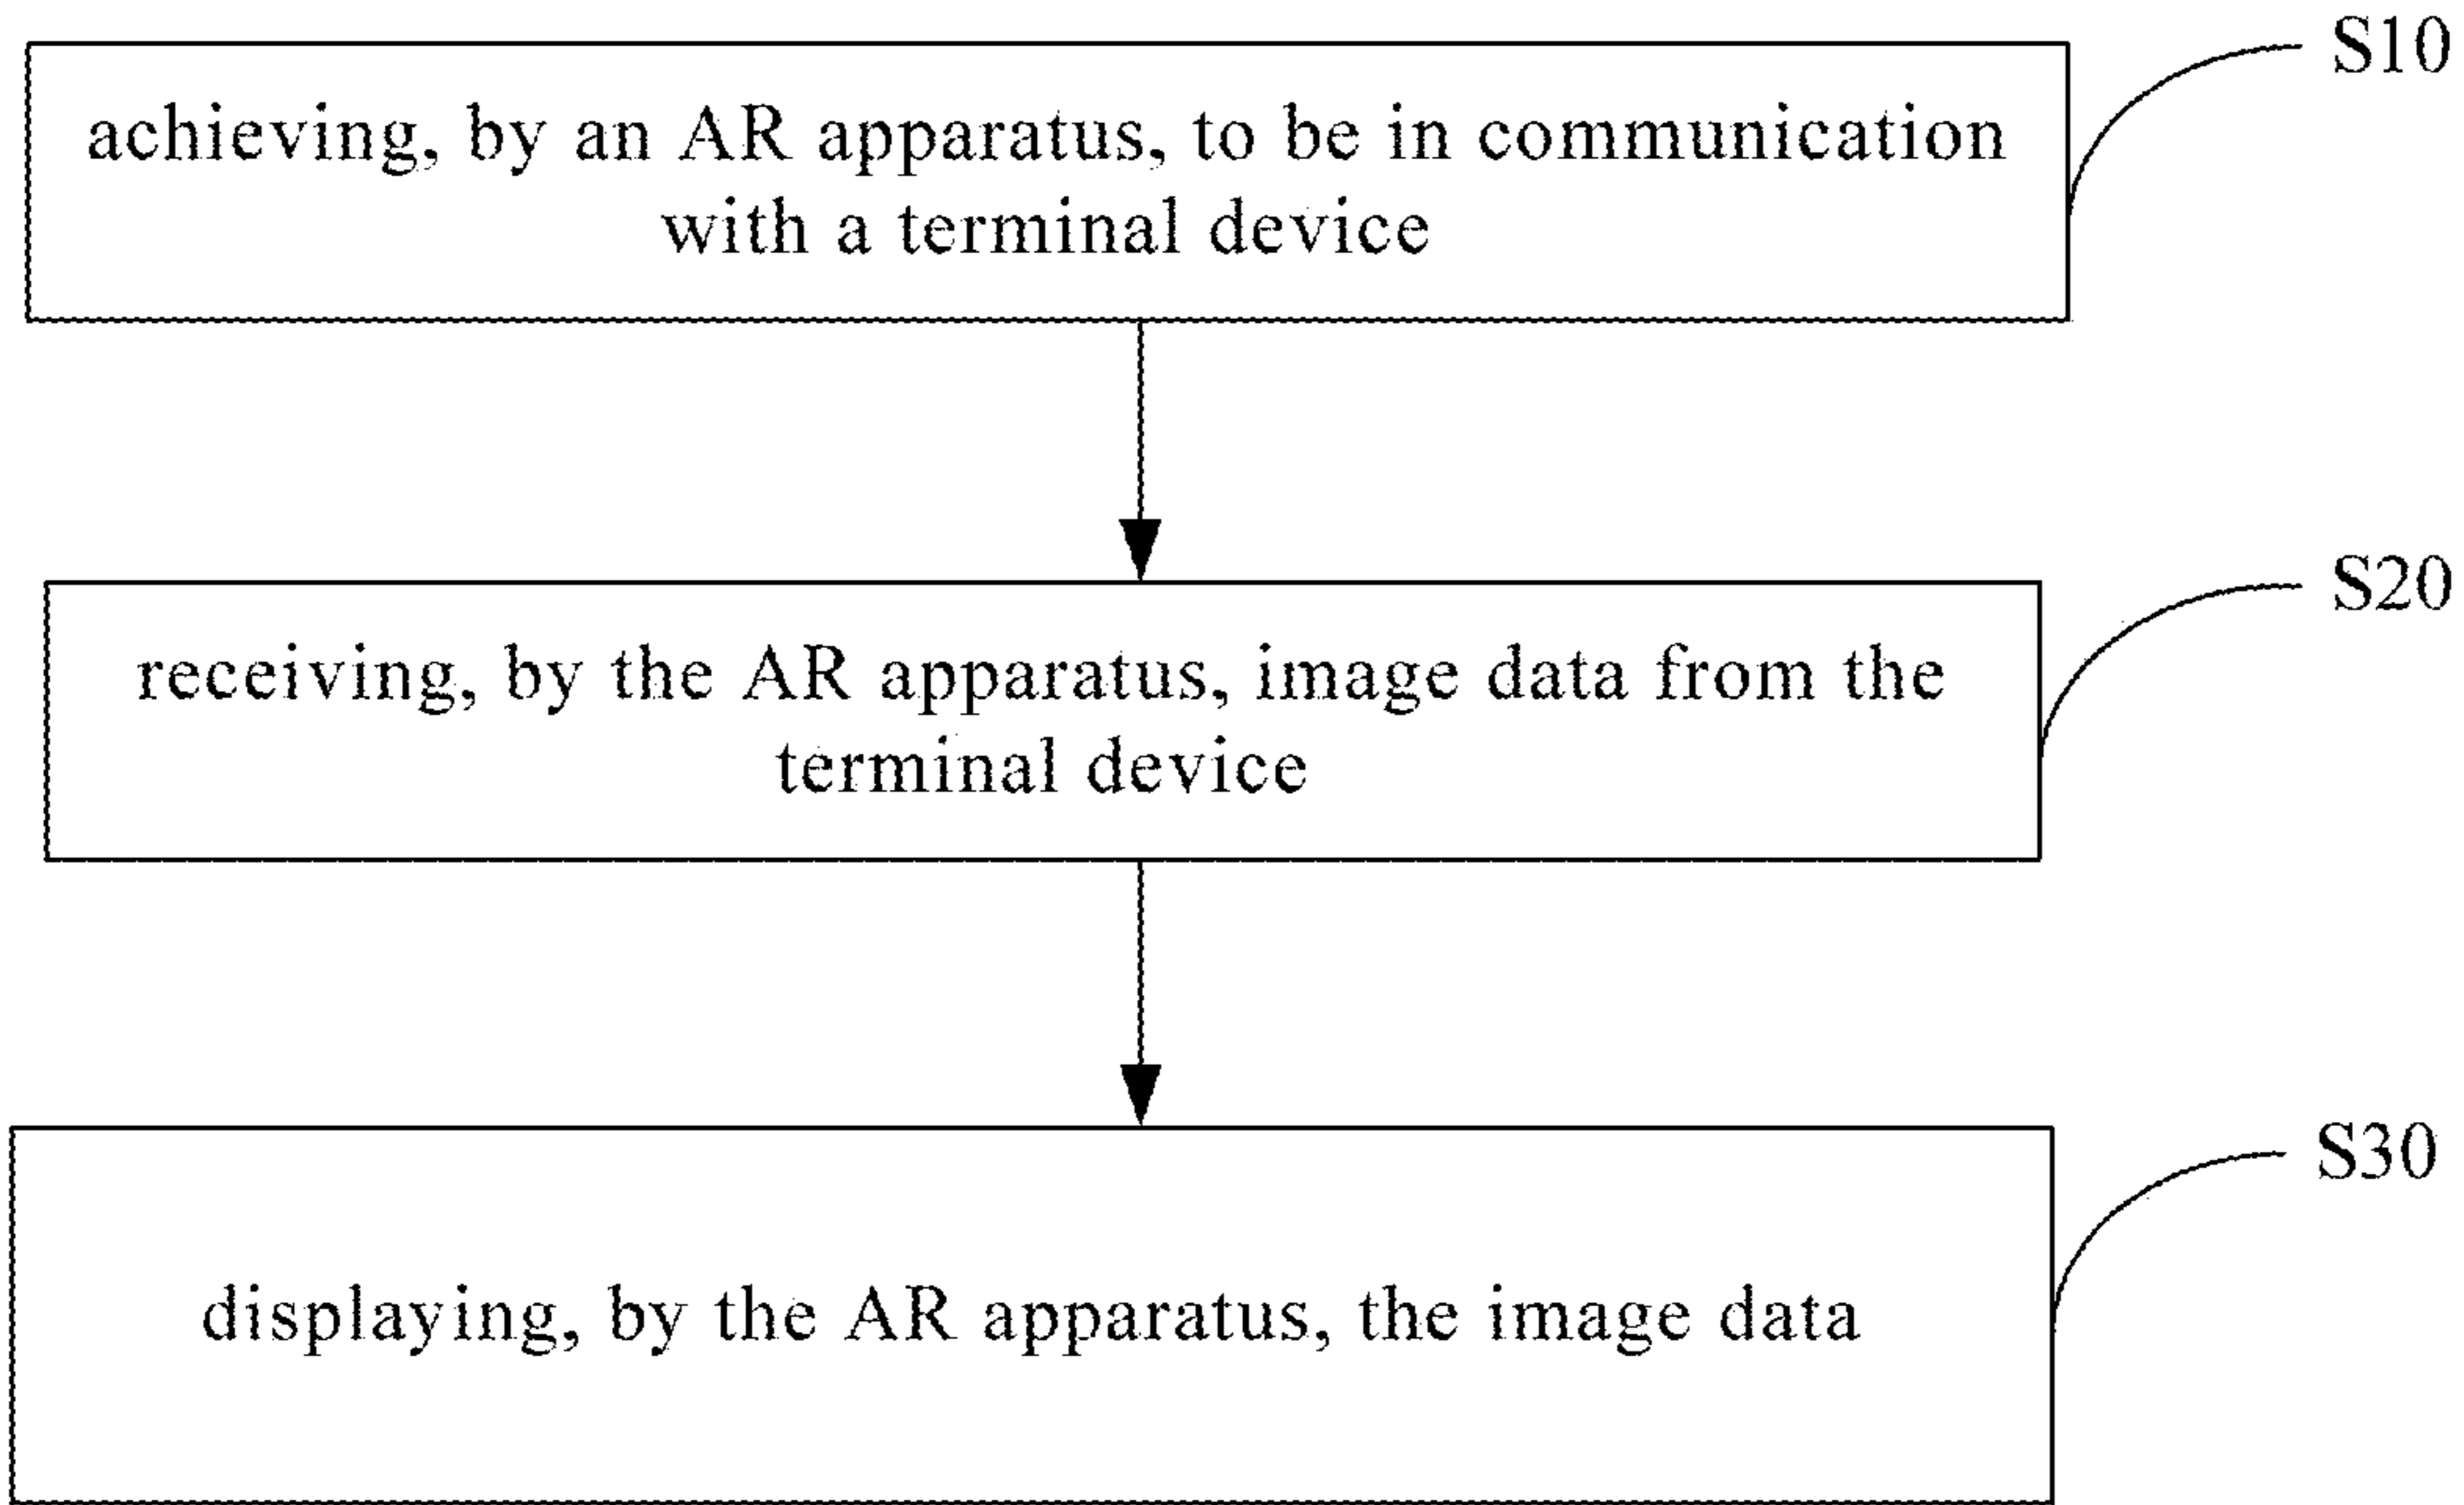 S10
achieving, by an AR apparatus, to be in communication
with a terminal device
S20
receiving, by the AR apparatus, image data from the
terminal device
S30
displaying, by the AR apparatus, the image data